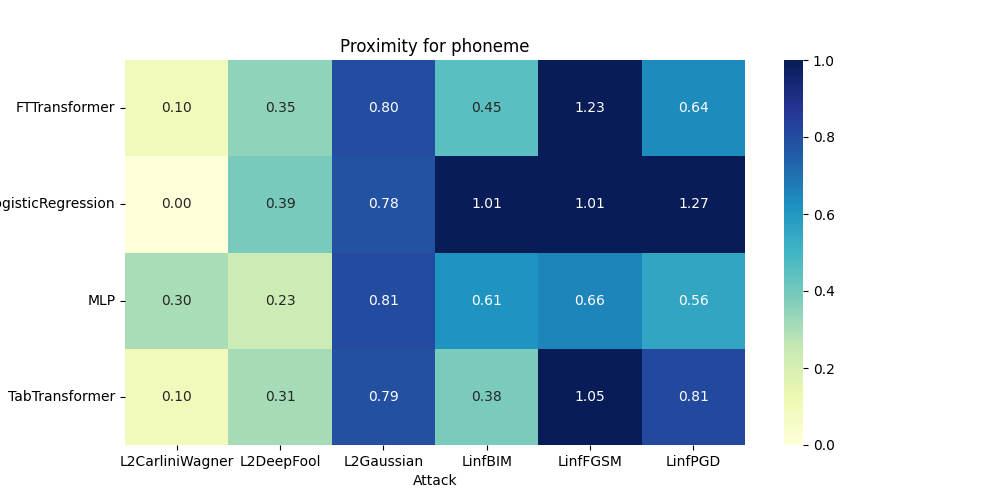 Proximity for phoneme
FTTransformer 0.10 0.35 0.80 0.45 1.23 0.64
ogisticRegression 0.00 0.39 0.78 1.01 1.01 1.27
MLP 0.30 0.23 0.81 0.61 0.66 0.56
TabTransformer 0.10 0.31 0.79 0.38 1.05 0.81
L2CarliniWagner L2DeepFool L2Gaussian LinfBIM LinfFGSM LinfPGD
Attack
1.0
0.8
0.6
0.4
0.2
0.0